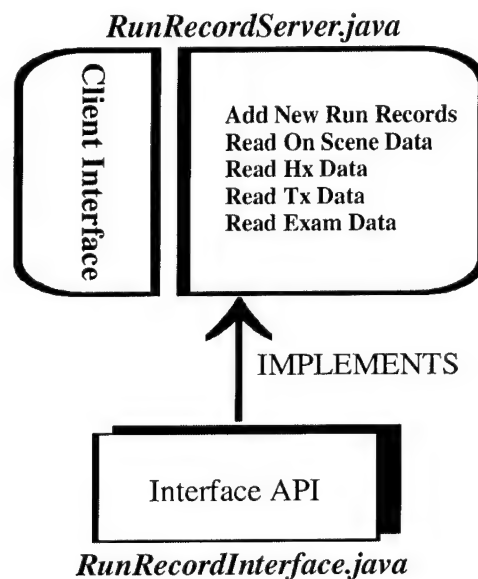 RunRecordServer.java
Client Interface
Add New Run Records
Read On Scene Data
Read Hx Data
Read Tx Data
Read Exam Data
IMPLEMENTS
Interface API
RunRecordInterface.java